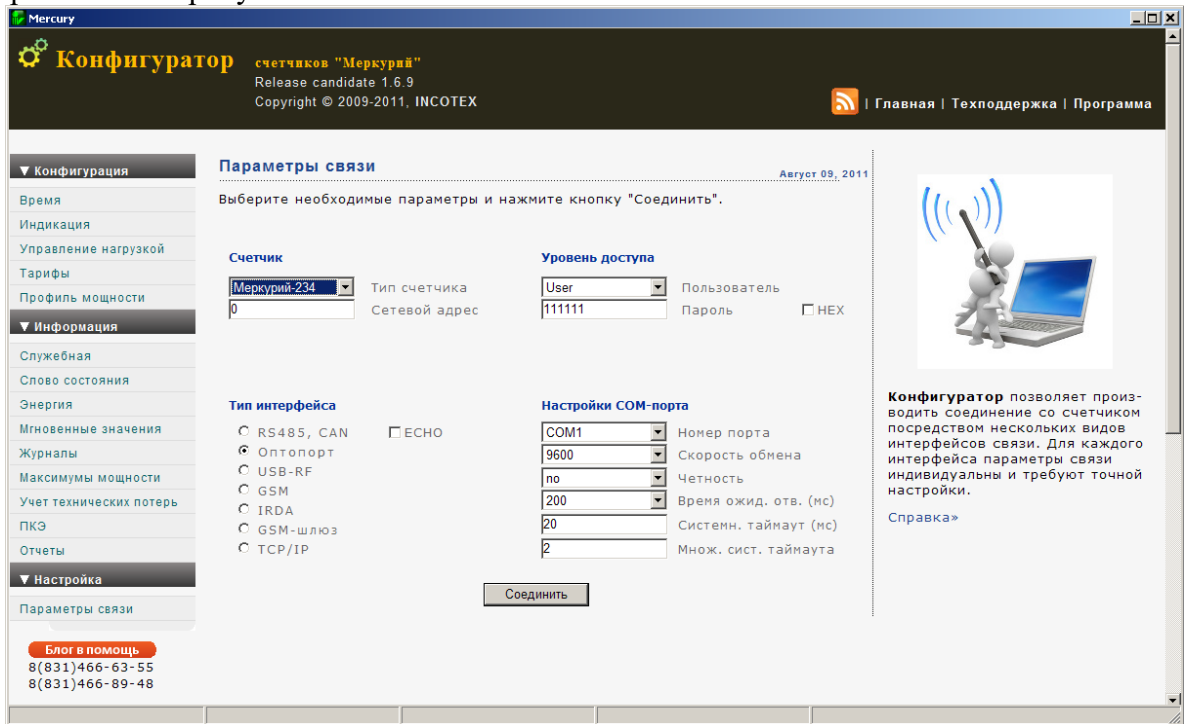 Mercury
Конфигуратор
счетчиков "Меркурий"
Release candidate 1.6.9
Copyright © 2009-2011, INCOTEX
| Главная | Техподдержка | Программа
▼ Конфигурация
Время
Индикация
Управление нагрузкой
Тарифы
Профиль мощности
▼ Информация
Служебная
Слово состояния
Энергия
Мгновенные значения
Журналы
Максимумы мощности
Учет технических потерь
ПКЭ
Отчеты
▼ Настройка
Параметры связи
Блог в помощь
8(831)466-63-55
8(831)466-89-48
Параметры связи
Август 09, 2011
Выберите необходимые параметры и нажмите кнопку "Соединить".
Счетчик
Меркурий-234 Тип счетчика
0 Сетевой адрес
Уровень доступа
User Пользователь
111111 Пароль HEX
Тип интерфейса
RS485, CAN ECHO
Оптопорт
USB-RF
GSM
IRDA
GSM-шлюз
TCP/IP
Настройки COM-порта
COM1 Номер порта
9600 Скорость обмена
no Четность
200 Время ожид. отв. (мс)
20 Системн. таймаут (мс)
2 Множ. сист. таймаута
Соединить
Конфигуратор позволяет произ-
водить соединение со счетчиком
посредством нескольких видов
интерфейсов связи. Для каждого
интерфейса параметры связи
индивидуальны и требуют точной
настройки.
Справка»